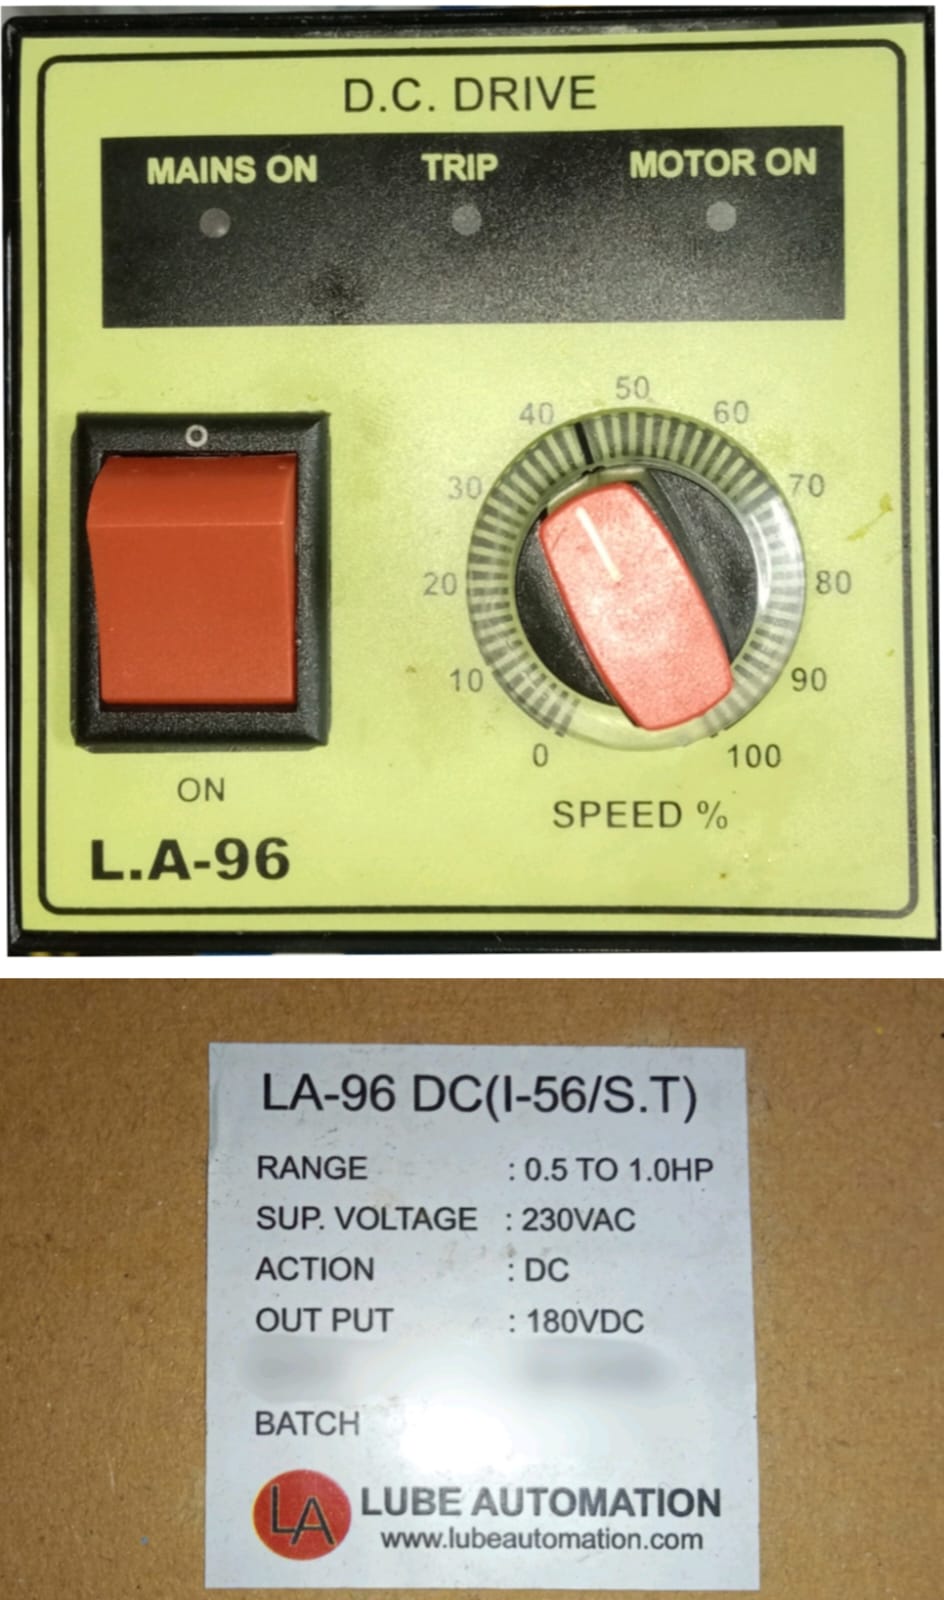 D.C. DRIVE
MAINS ON TRIP MOTOR ON
O
50
40 60
30 70
20 80
10 90
0 100
SPEED %
ON
L.A-96
LA-96 DC(I-56/S.T)
RANGE : 0.5 TO 1.0HP
SUP. VOLTAGE : 230VAC
ACTION : DC
OUT PUT : 180VDC
BATCH
LA LUBE AUTOMATION
www.lubeautomation.com